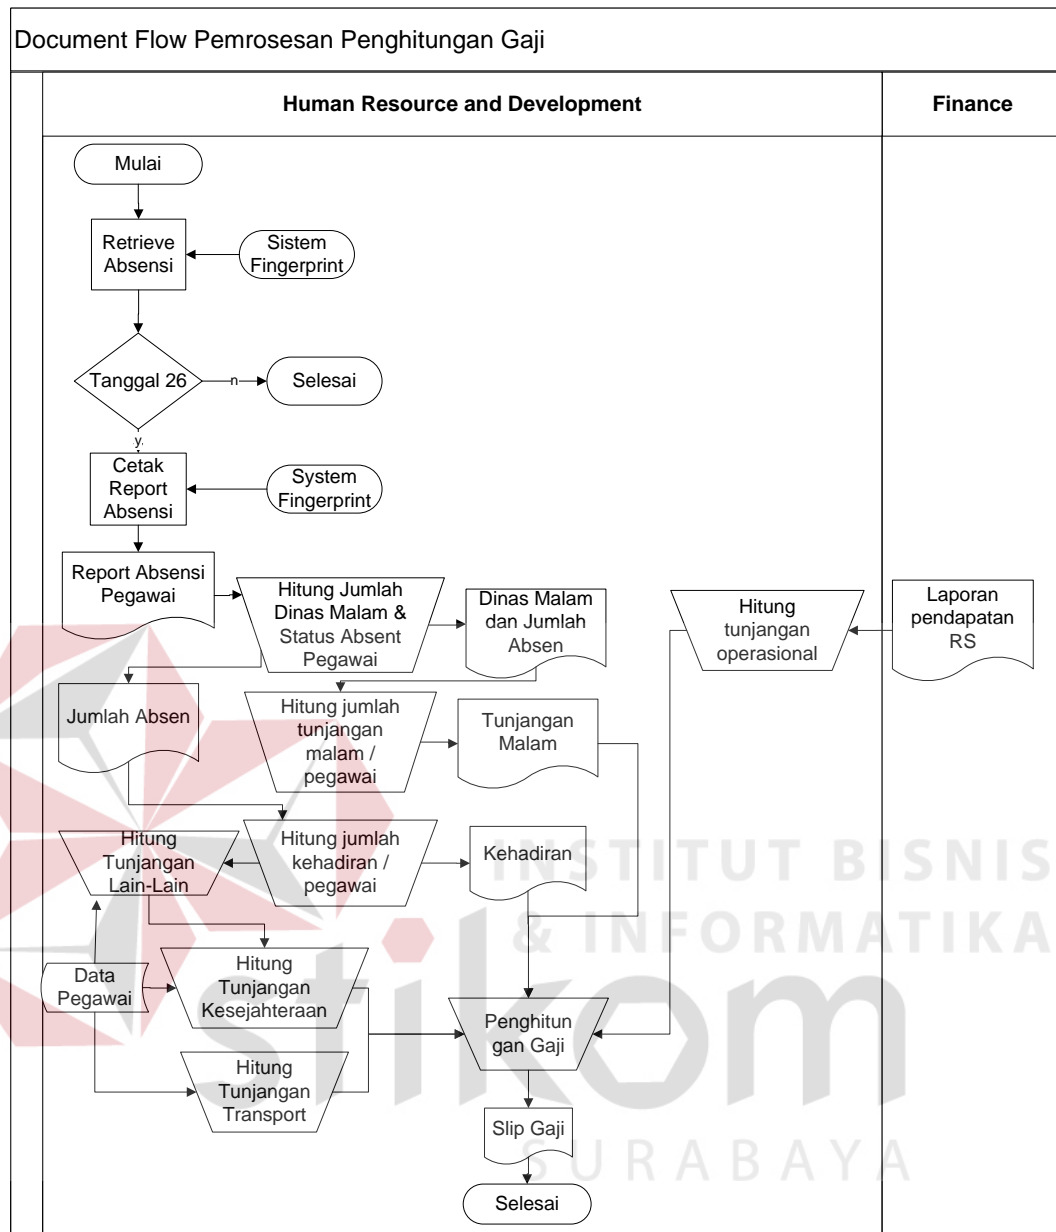 Document Flow Pemrosesan Penghitungan Gaji
Human Resource and Development
Finance
Mulai
Retrieve
Absensi
Sistem
Fingerprint
Tanggal 26
n
Selesai
y
Cetak
Report
Absensi
System
Fingerprint
Report Absensi
Pegawai
Hitung Jumlah
Dinas Malam &
Status Absent
Pegawai
Dinas Malam
dan Jumlah
Absen
Hitung
tunjangan
operasional
Laporan
pendapatan
RS
Jumlah Absen
Hitung jumlah
tunjangan
malam /
pegawai
Tunjangan
Malam
Hitung
Tunjangan
Lain-Lain
Hitung jumlah
kehadiran /
pegawai
Kehadiran
Data
Pegawai
Hitung
Tunjangan
Kesejahteraan
Penghitun
gan Gaji
Hitung
Tunjangan
Transport
Slip Gaji
Selesai
INSTITUT BISNIS
& INFORMATIKA
stikom
SURABAYA